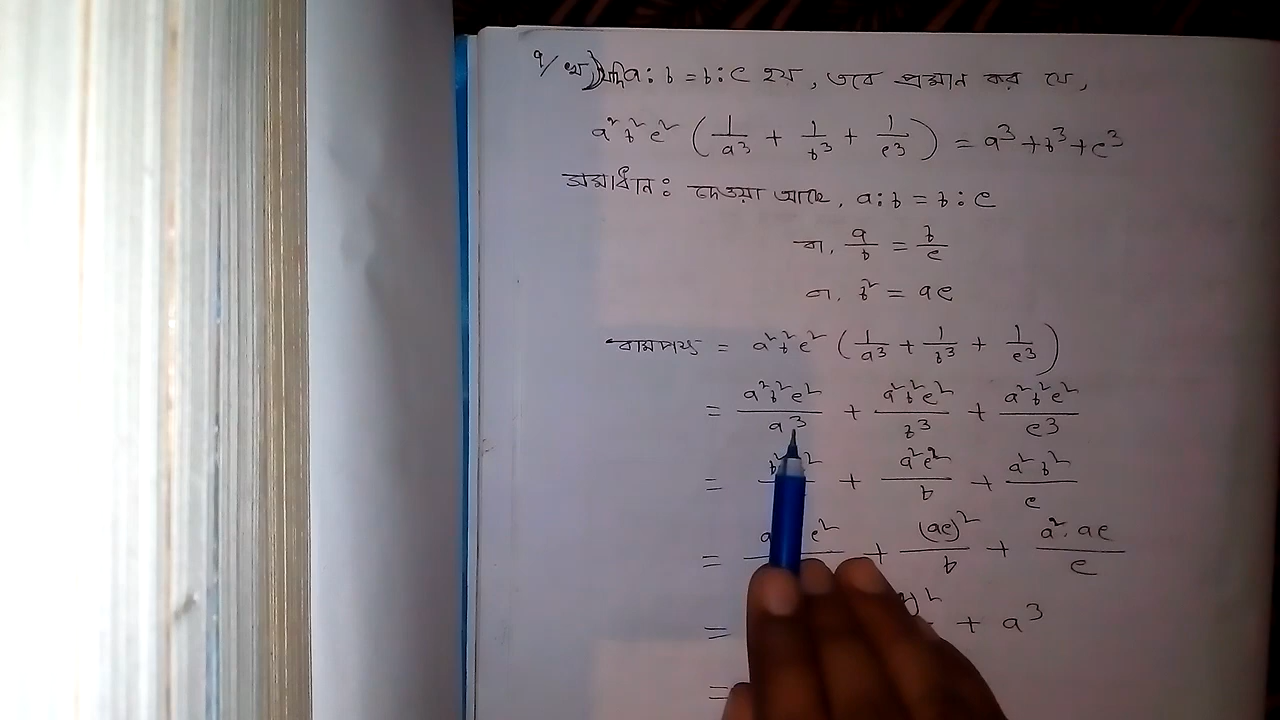 ৭/খ) যদি a : b = b : c হয়, তবে প্রমান কর যে,
a²b²c² (1/a³ + 1/b³ + 1/c³) = a³ + b³ + c³
সমাধান : দেওয়া আছে, a : b = b : c
বা, a/b = b/c
বা, b² = ac
বামপক্ষ = a²b²c² (1/a³ + 1/b³ + 1/c³)
= a²b²c²/a³ + a²b²c²/b³ + a²b²c²/c³
= + a²c²/b + a²b²/c
= + (ac)²/b + a².ac/c
= + a³
=